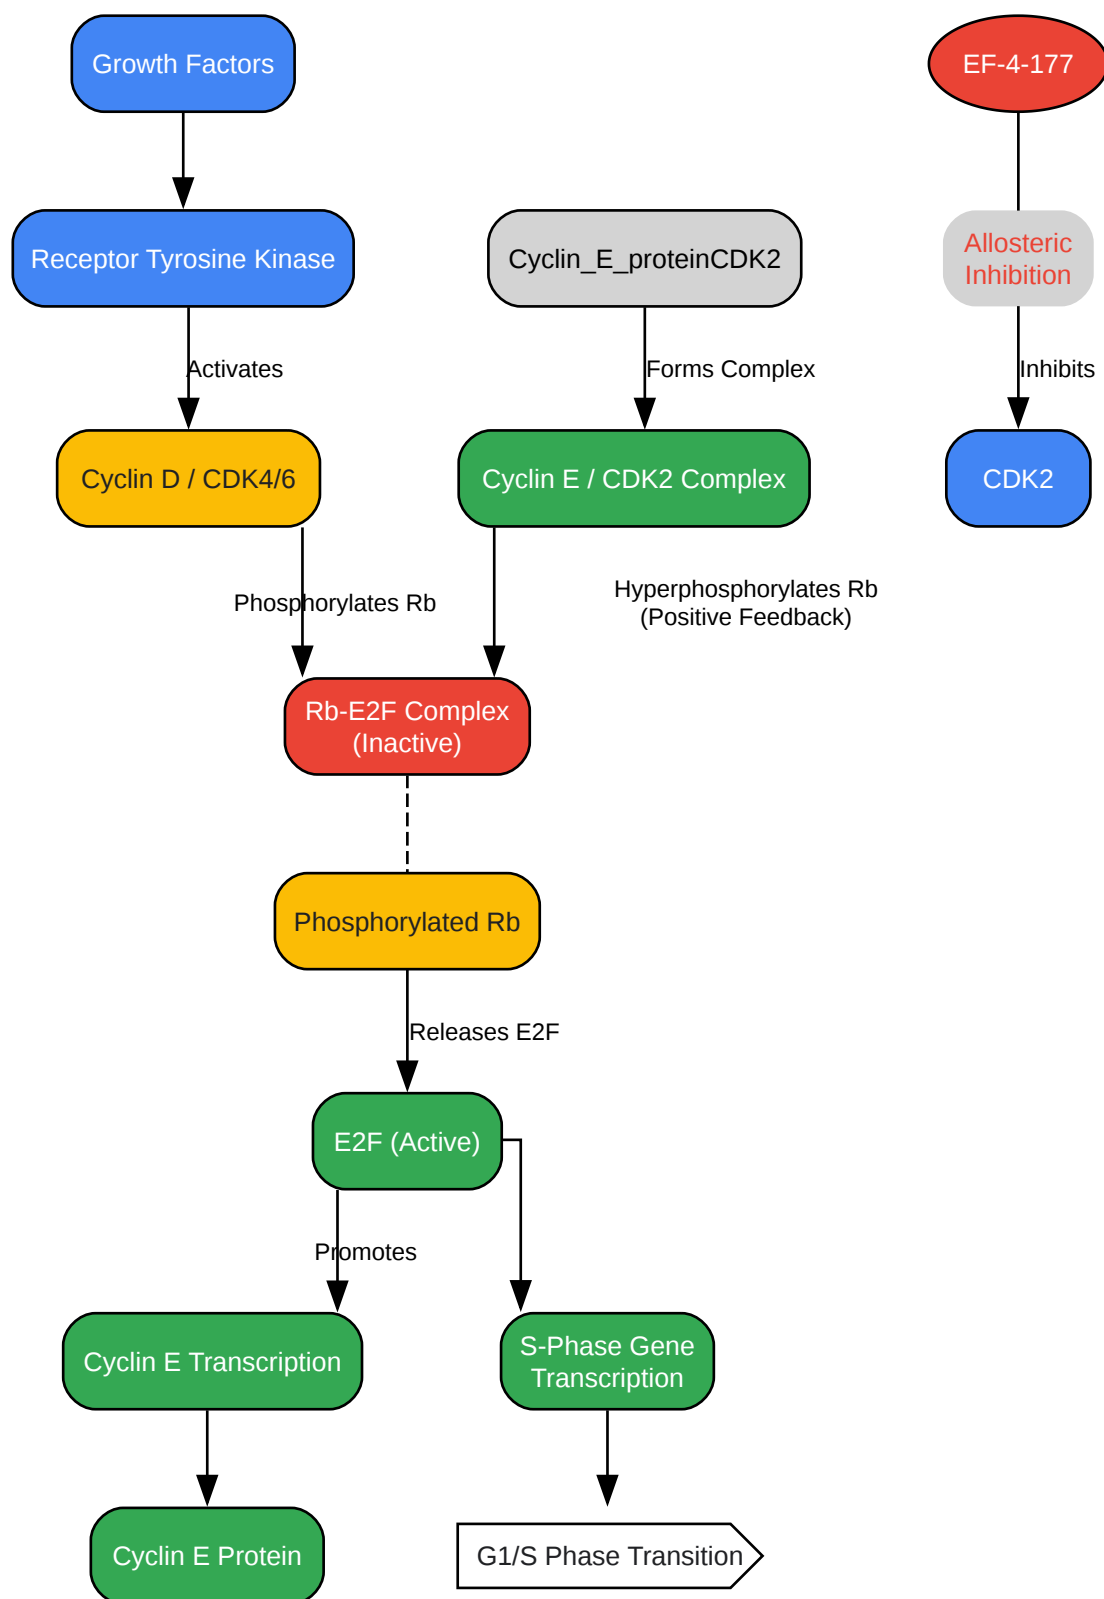 Growth Factors
EF-4-177
Receptor Tyrosine Kinase
Cyclin_E_proteinCDK2
Allosteric
Inhibition
Activates
Forms Complex
Inhibits
Cyclin D / CDK4/6
Cyclin E / CDK2 Complex
CDK2
Phosphorylates Rb
Hyperphosphorylates Rb
(Positive Feedback)
Rb-E2F Complex
(Inactive)
Phosphorylated Rb
Releases E2F
E2F (Active)
Promotes
Cyclin E Transcription
S-Phase Gene
Transcription
Cyclin E Protein
G1/S Phase Transition